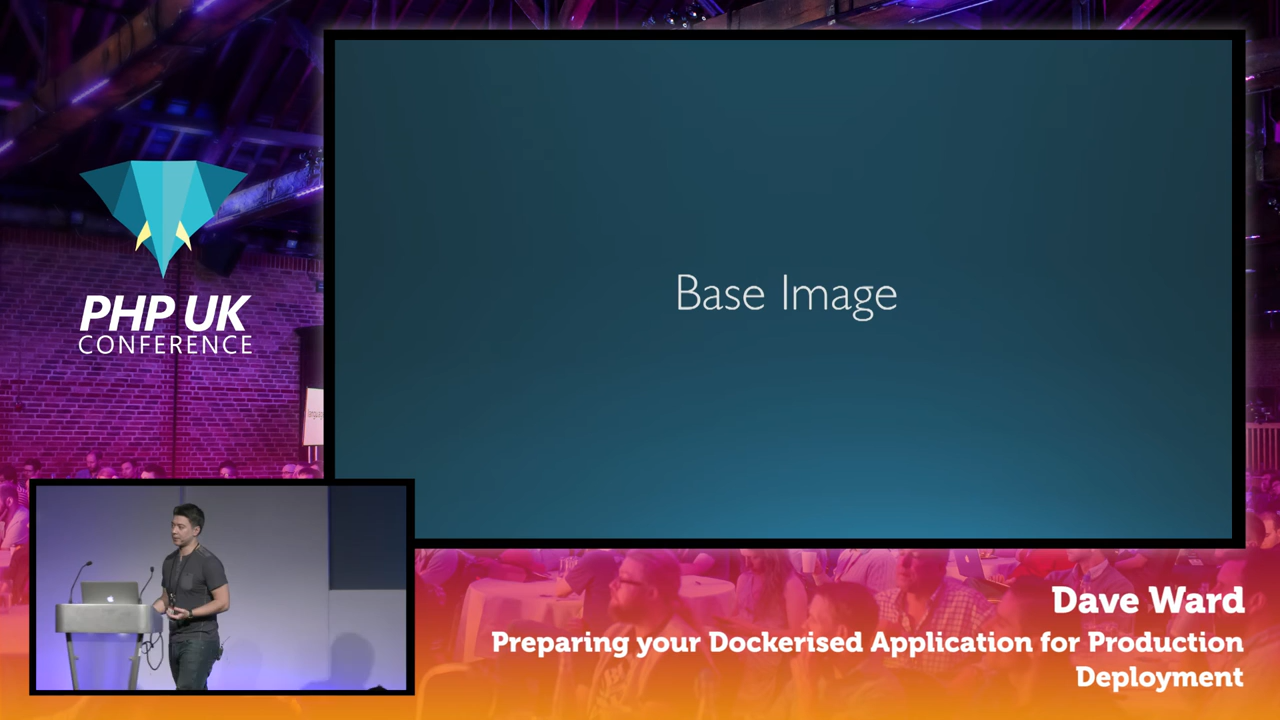 Base Image
PHP UK
CONFERENCE
Dave Ward
Preparing your Dockerised Application for Production
Deployment